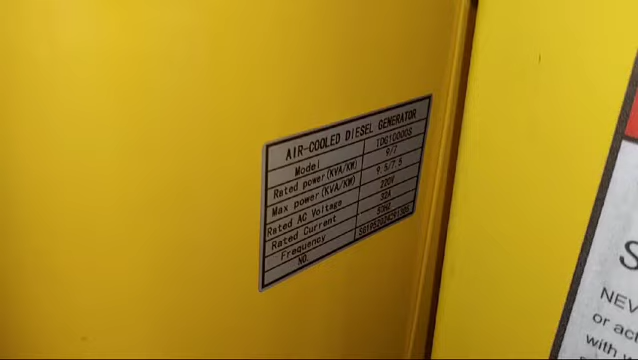 AIR-COOLED DIESEL GENERATOR
Model TDG10000S
Rated power(KVA/KW) 9/7
Max power(KVA/KW) 9.5/7.5
Rated AC Voltage 220V
Rated Current 32A
Frequency 50HZ
NO.
S
NEV
or ac
with